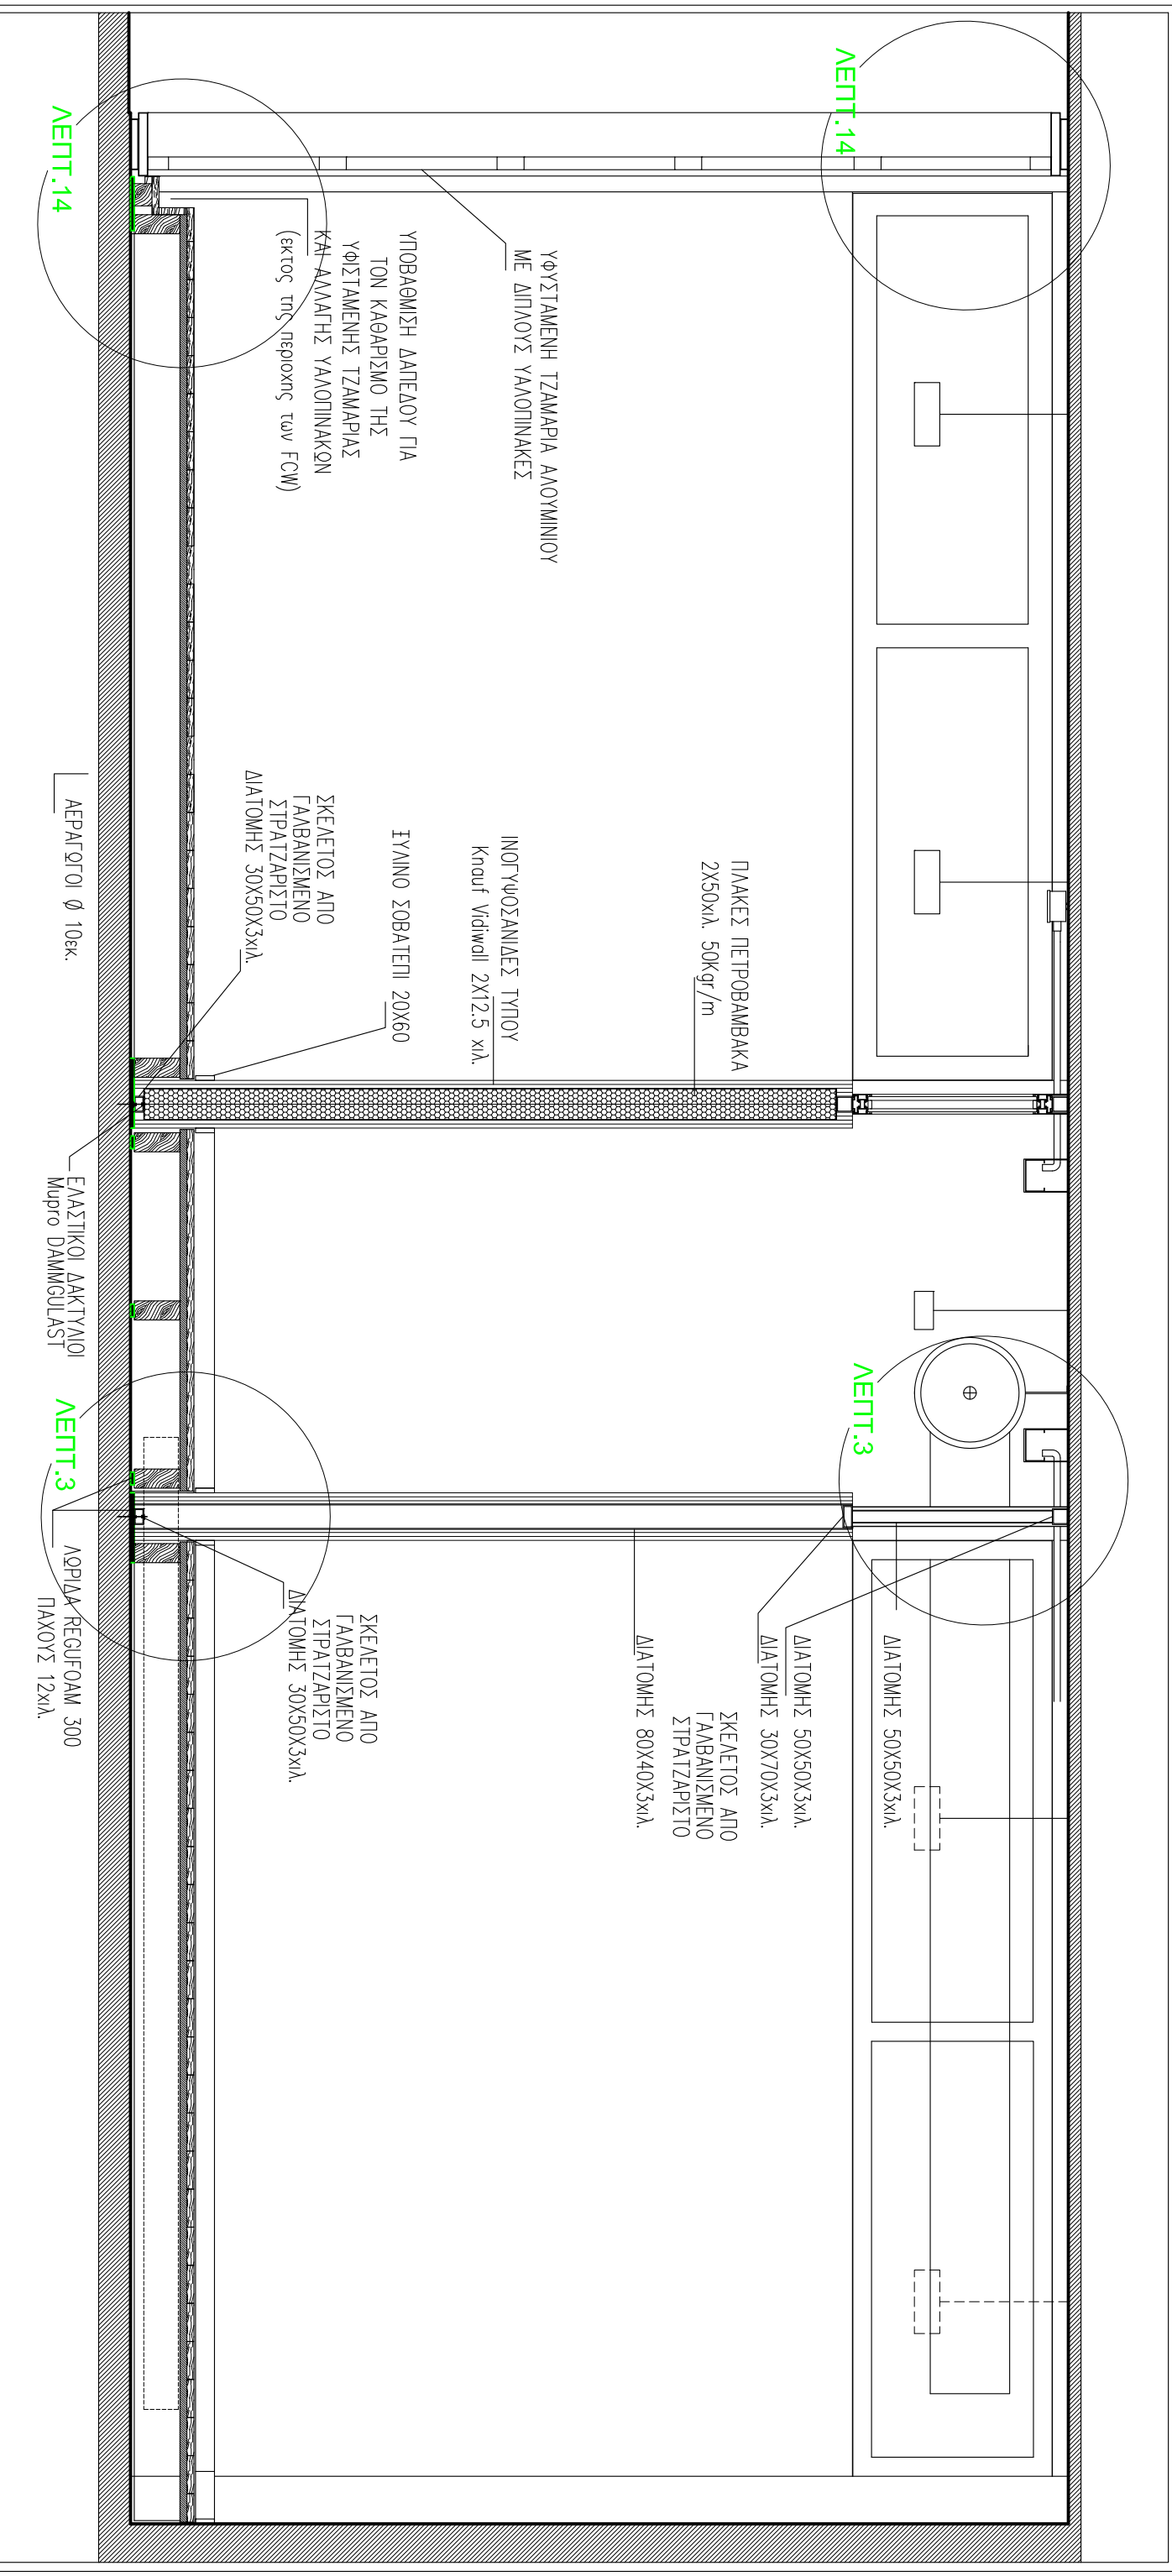 ΛΕΠΤ.14
ΛΕΠΤ.3
ΔΙΑΤΟΜΗΣ 50Χ50Χ3χιλ.
ΔΙΑΤΟΜΗΣ 50Χ50Χ3χιλ.
ΔΙΑΤΟΜΗΣ 30Χ70Χ3χιλ.
ΣΚΕΛΕΤΟΣ ΑΠΟ
ΓΑΛΒΑΝΙΣΜΕΝΟ
ΣΤΡΑΤΖΑΡΙΣΤΟ
ΔΙΑΤΟΜΗΣ 80Χ40Χ3χιλ.
ΠΛΑΚΕΣ ΠΕΤΡΟΒΑΜΒΑΚΑ
2Χ50χιλ. 50Kgr/m
ΥΦΥΣΤΑΜΕΝΗ ΤΖΑΜΑΡΙΑ ΑΛΟΥΜΙΝΙΟΥ
ΜΕ ΔΙΠΛΟΥΣ ΥΑΛΟΠΙΝΑΚΕΣ
ΙΝΟΓΥΨΟΣΑΝΙΔΕΣ ΤΥΠΟΥ
Knauf Vidiwall 2X12.5 χιλ.
ΥΠΟΒΑΘΜΙΣΗ ΔΑΠΕΔΟΥ ΓΙΑ
ΤΟΝ ΚΑΘΑΡΙΣΜΟ ΤΗΣ
ΥΦΙΣΤΑΜΕΝΗΣ ΤΖΑΜΑΡΙΑΣ
ΚΑΙ ΑΛΛΑΓΗΣ ΥΑΛΟΠΙΝΑΚΩΝ
(εκτος της περιοχης των FCW)
ΞΥΛΙΝΟ ΣΟΒΑΤΕΠΙ 20Χ60
ΣΚΕΛΕΤΟΣ ΑΠΟ
ΓΑΛΒΑΝΙΣΜΕΝΟ
ΣΤΡΑΤΖΑΡΙΣΤΟ
ΔΙΑΤΟΜΗΣ 30Χ50Χ3χιλ.
ΣΚΕΛΕΤΟΣ ΑΠΟ
ΓΑΛΒΑΝΙΣΜΕΝΟ
ΣΤΡΑΤΖΑΡΙΣΤΟ
ΔΙΑΤΟΜΗΣ 30Χ50Χ3χιλ.
ΛΕΠΤ.14
ΑΕΡΑΓΩΓΟΙ Ø 10εκ.
ΕΛΑΣΤΙΚΟΙ ΔΑΚΤΥΛΙΟΙ
Mupro DAMMGULAST
ΛΕΠΤ.3
ΛΩΡΙΔΑ REGUFOAM 300
ΠΑΧΟΥΣ 12χιλ.